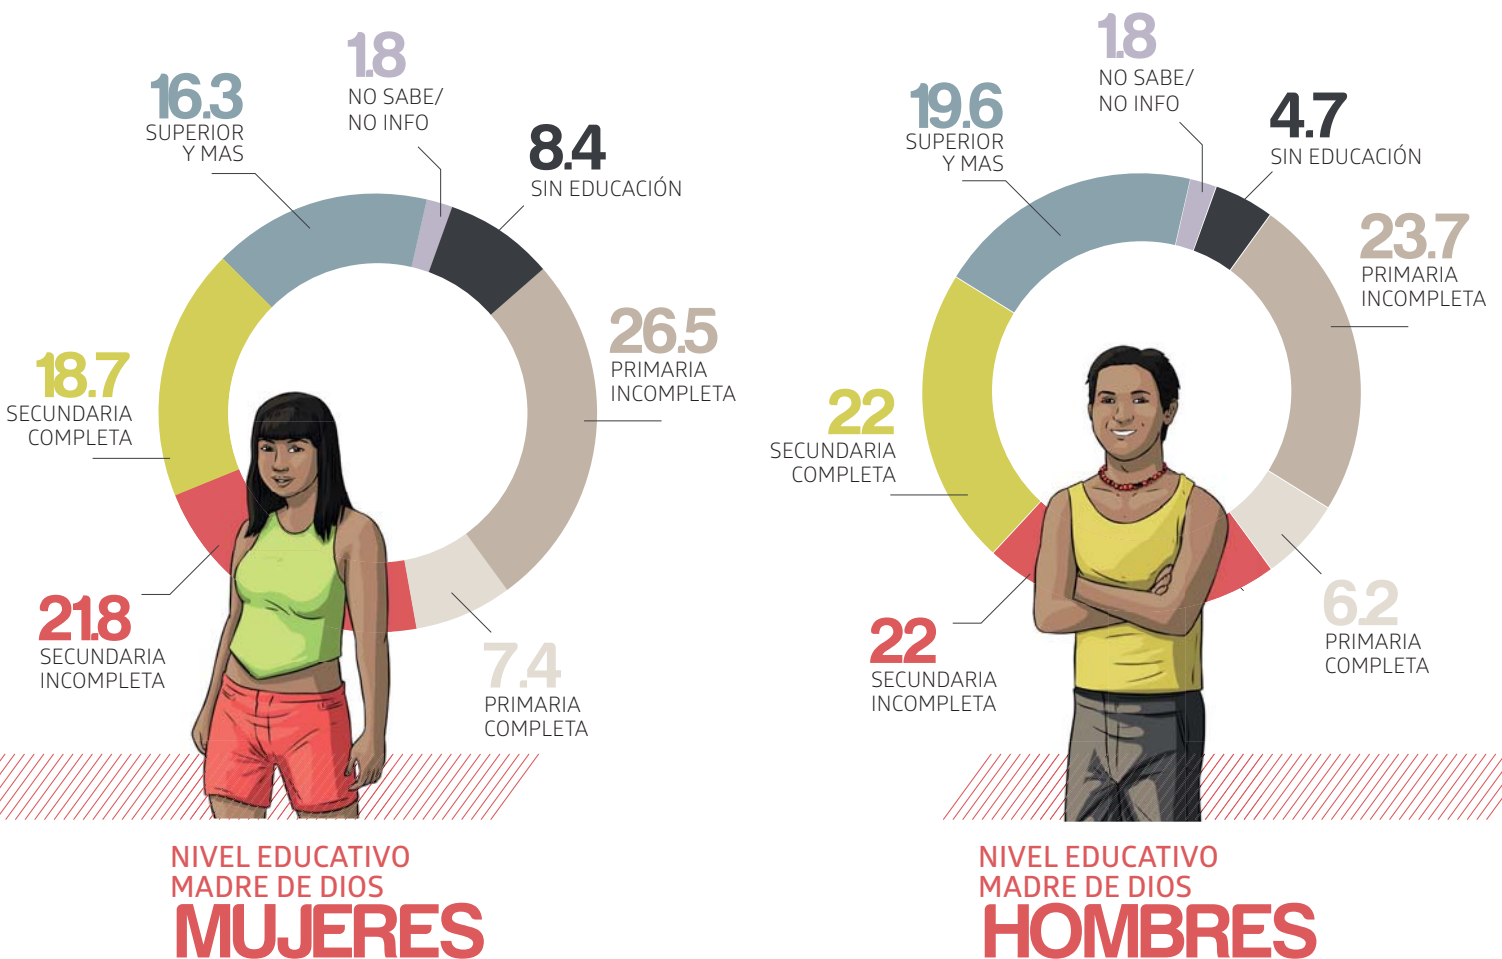 1.8
NO SABE/
NO INFO
16.3
SUPERIOR
Y MAS
8.4
SIN EDUCACIÓN
26.5
PRIMARIA
INCOMPLETA
18.7
SECUNDARIA
COMPLETA
21.8
SECUNDARIA
INCOMPLETA
7.4
PRIMARIA
COMPLETA
NIVEL EDUCATIVO
MADRE DE DIOS
MUJERES
1.8
NO SABE/
NO INFO
19.6
SUPERIOR
Y MAS
4.7
SIN EDUCACIÓN
23.7
PRIMARIA
INCOMPLETA
22
SECUNDARIA
COMPLETA
22
SECUNDARIA
INCOMPLETA
6.2
PRIMARIA
COMPLETA
NIVEL EDUCATIVO
MADRE DE DIOS
HOMBRES